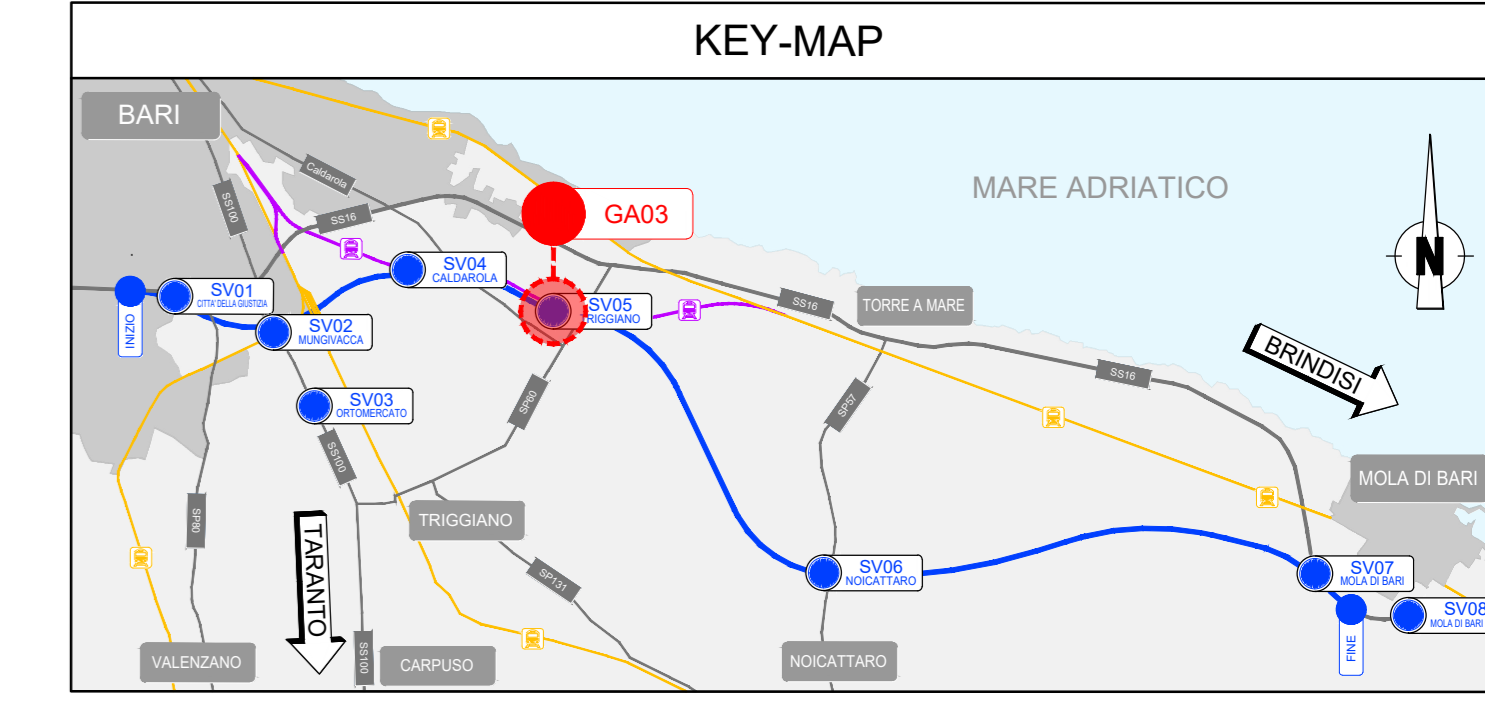 KEY-MAP
BARI
MARE ADRIATICO
Caldarola
SS100
SS16
GA03
N
SV04
CALDAROLA
SV01
CITTA' DELLA GIUSTIZIA
INIZIO
SV02
MUNGIVACCA
SV05
RIGGIANO
SS16
TORRE A MARE
BRINDISI
SS16
SV03
ORTOMERCATO
SP60
SP57
SS100
MOLA DI BARI
SP80
TRIGGIANO
TARANTO
SP131
SV06
NOICATTARO
SV07
MOLA DI BARI
SV08
MOLA DI BARI
FINE
VALENZANO
SS100
CARPUSO
NOICATTARO